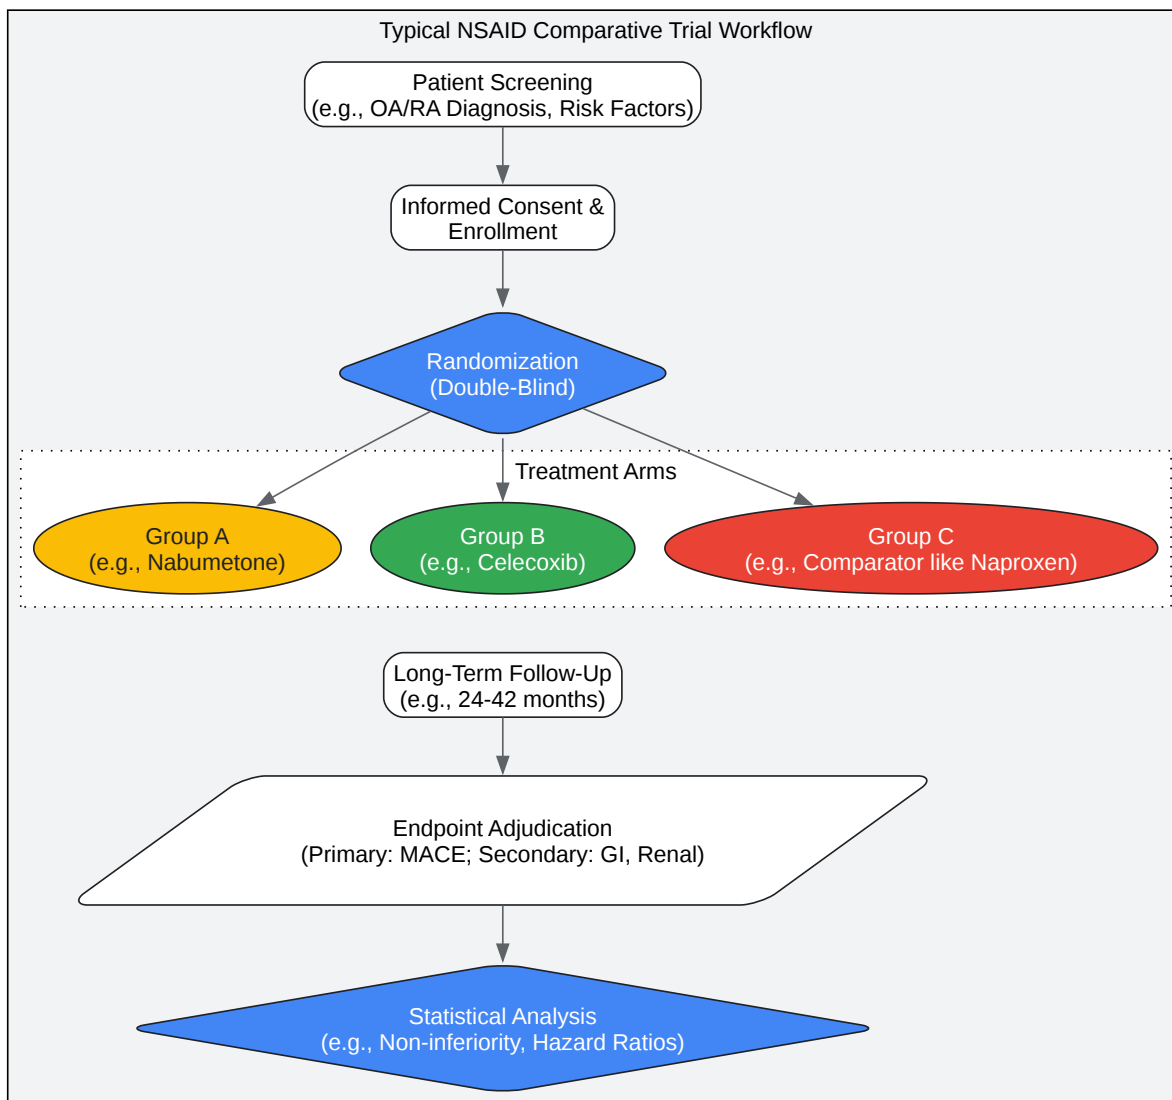 Typical NSAID Comparative Trial Workflow
Patient Screening
(e.g., OA/RA Diagnosis, Risk Factors)
Informed Consent &
Enrollment
Randomization
(Double-Blind)
Treatment Arms
Group A
(e.g., Nabumetone)
Group B
(e.g., Celecoxib)
Group C
(e.g., Comparator like Naproxen)
Long-Term Follow-Up
(e.g., 24-42 months)
Endpoint Adjudication
(Primary: MACE; Secondary: GI, Renal)
Statistical Analysis
(e.g., Non-inferiority, Hazard Ratios)